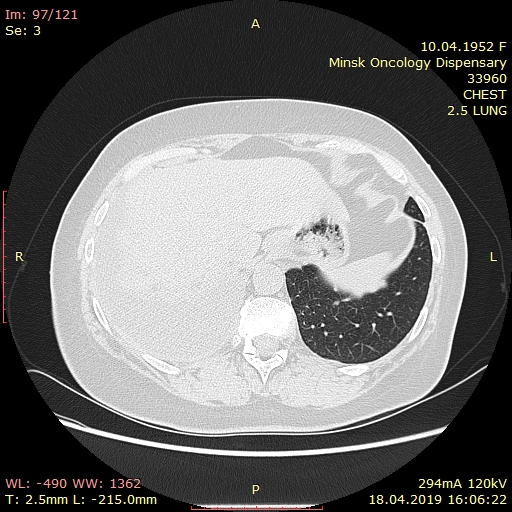 Im: 97/121
Se: 3
A
10.04.1952 F
Minsk Oncology Dispensary
33960
CHEST
2.5 LUNG
R
L
WL: -490 WW: 1362
T: 2.5mm L: -215.0mm
P
294mA 120kV
18.04.2019 16:06:22